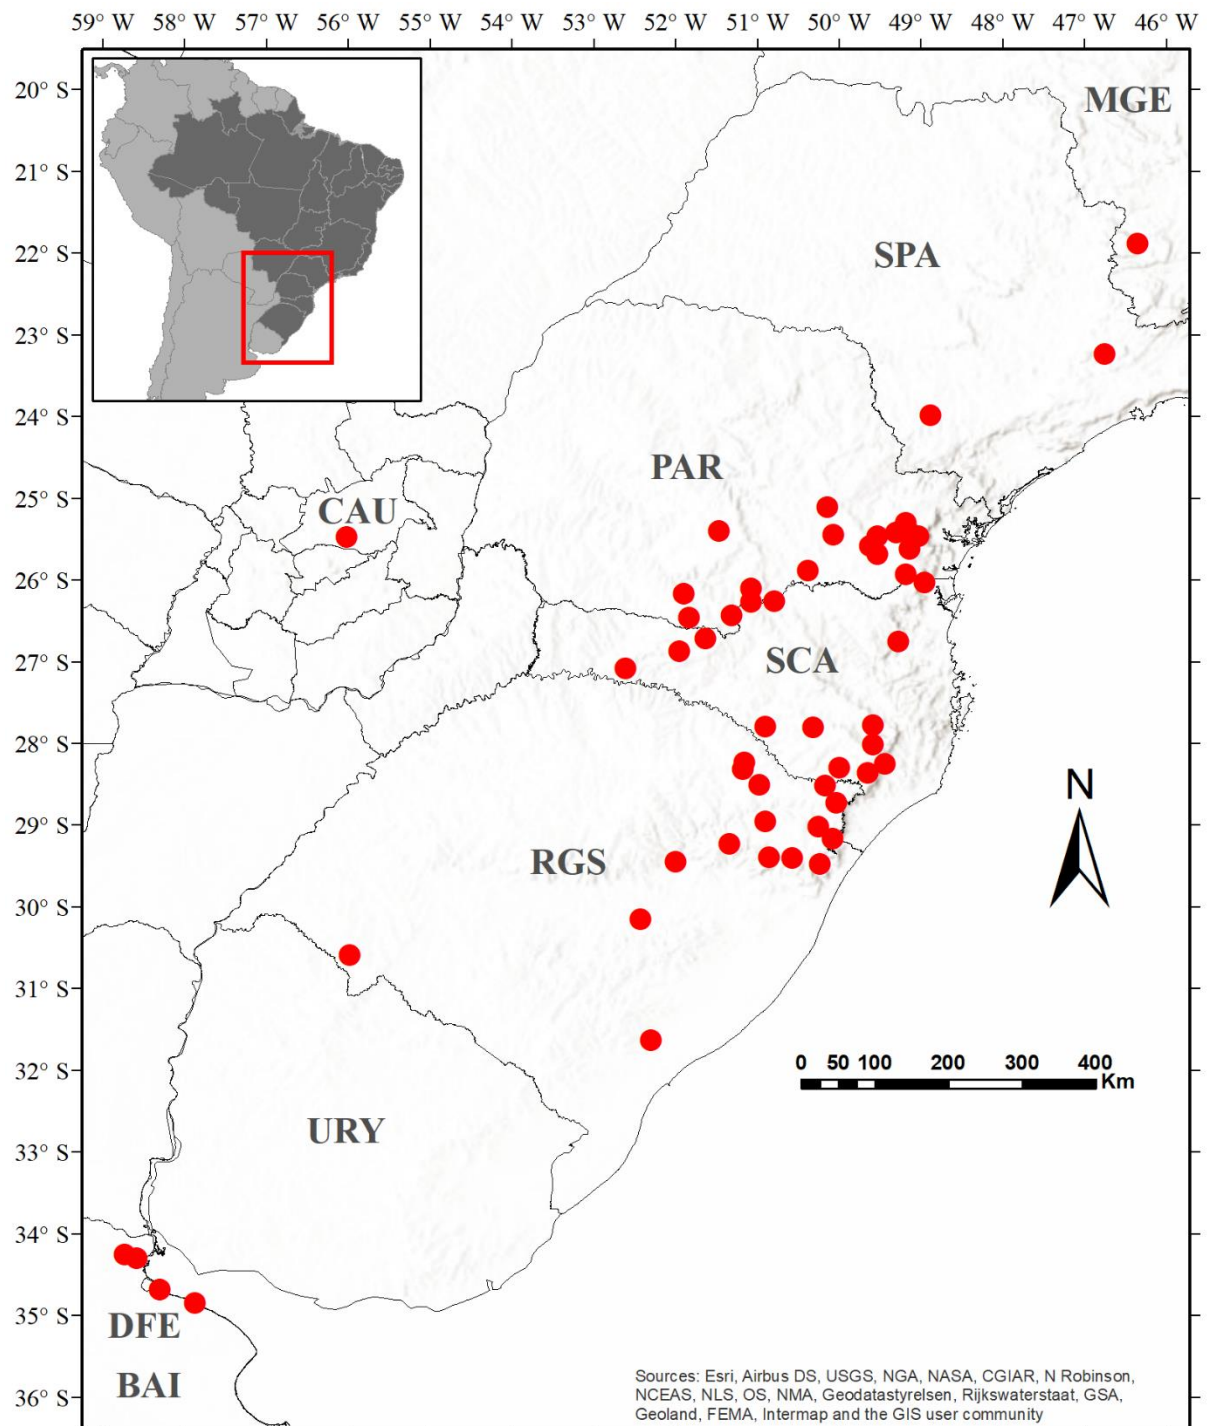 59° W 58° W 57° W 56° W 55° W 54° W 53° W 52° W 51° W 50° W 49° W 48° W 47° W 46° W
20° S
MGE
21° S
22° S
SPA
23° S
24° S
PAR
25° S
CAU
26° S
27° S
SCA
28° S
N
29° S
RGS
30° S
31° S
0 50 100 200 300 400
Km
32° S
URY
33° S
34° S
35° S
DFE
BAI
36° S
Sources: Esri, Airbus DS, USGS, NGA, NASA, CGIAR, N Robinson,
NCEAS, NLS, OS, NMA, Geodatastyrelsen, Rijkswaterstaat, GSA,
Geoland, FEMA, Intermap and the GIS user community